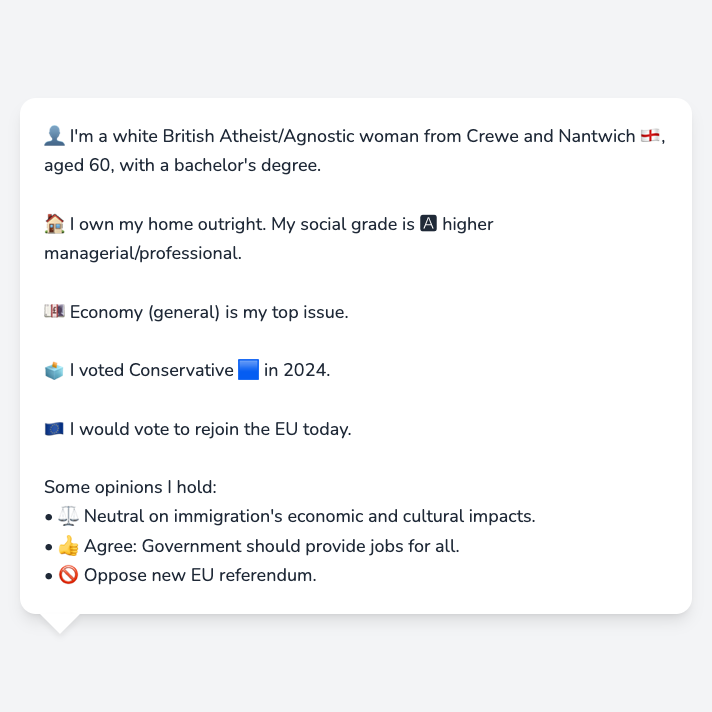 👤 I'm a white British Atheist/Agnostic woman from Crewe and Nantwich 🏴󠁧󠁢󠁥󠁮󠁧󠁿,
aged 60, with a bachelor's degree.
🏠 I own my home outright. My social grade is 🅰 higher
managerial/professional.
💷 Economy (general) is my top issue.
🗳️ I voted Conservative 🟦 in 2024.
🇪🇺 I would vote to rejoin the EU today.
Some opinions I hold:
• ⚖️ Neutral on immigration's economic and cultural impacts.
• 👍 Agree: Government should provide jobs for all.
• 🚫 Oppose new EU referendum.